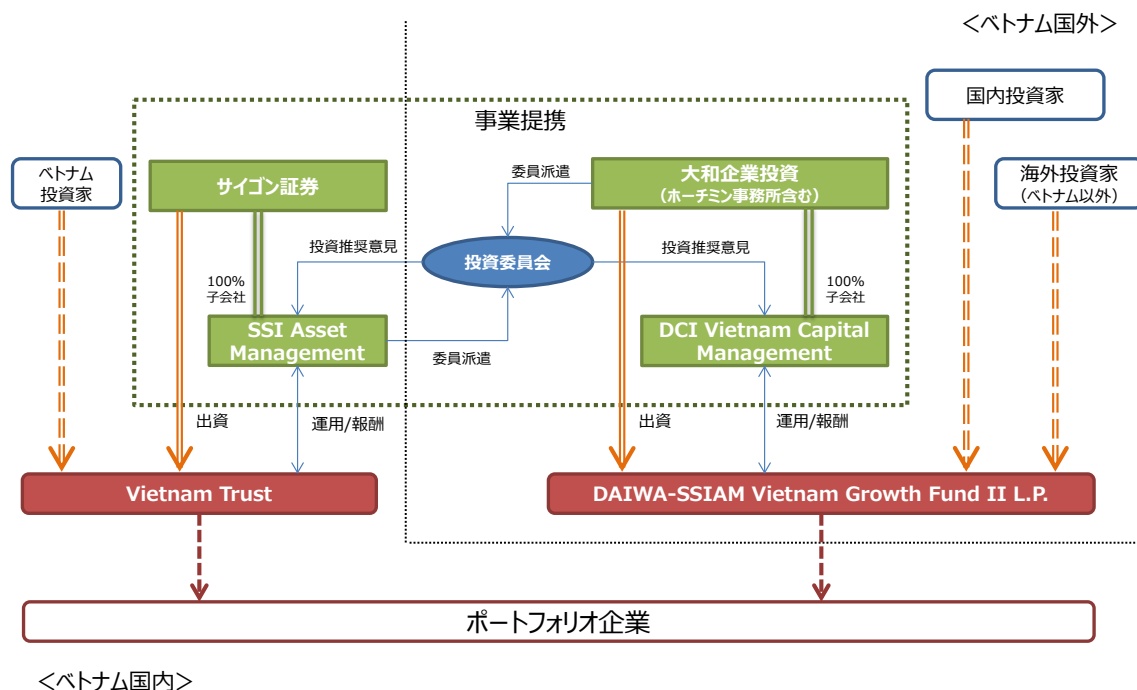 ＜ベトナム国外＞
国内投資家
事業提携
ベトナム
投資家
サイゴン証券
委員派遣
大和企業投資
（ホーチミン事務所含む）
海外投資家
（ベトナム以外）
投資推奨意見
投資委員会
投資推奨意見
100%
子会社
100%
子会社
SSI Asset
Management
委員派遣
DCI Vietnam Capital
Management
出資
運用/報酬
出資
運用/報酬
Vietnam Trust
DAIWA-SSIAM Vietnam Growth Fund II L.P.
ポートフォリオ企業
＜ベトナム国内＞